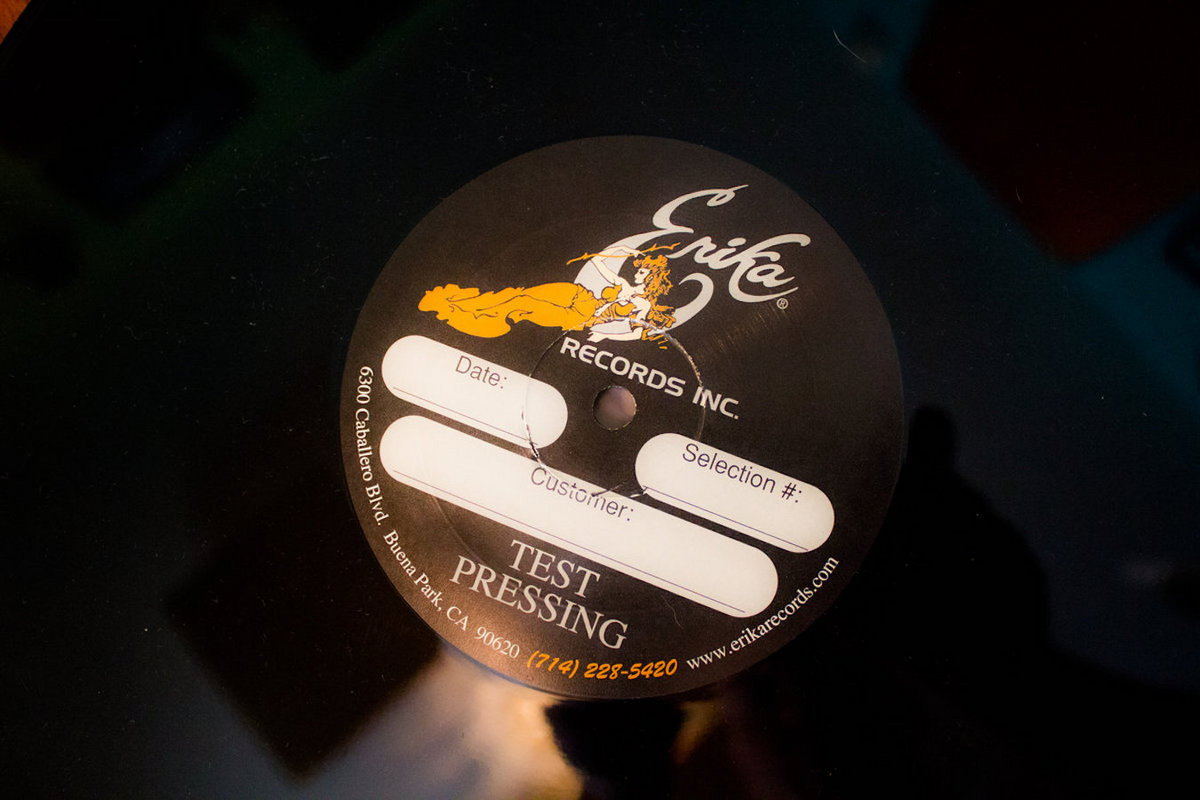 Erika®
RECORDS INC.
Date:
Selection #:
Customer:
TEST
PRESSING
6300 Caballero Blvd. Buena Park, CA 90620 (714) 228-5420 www.erikarecords.com